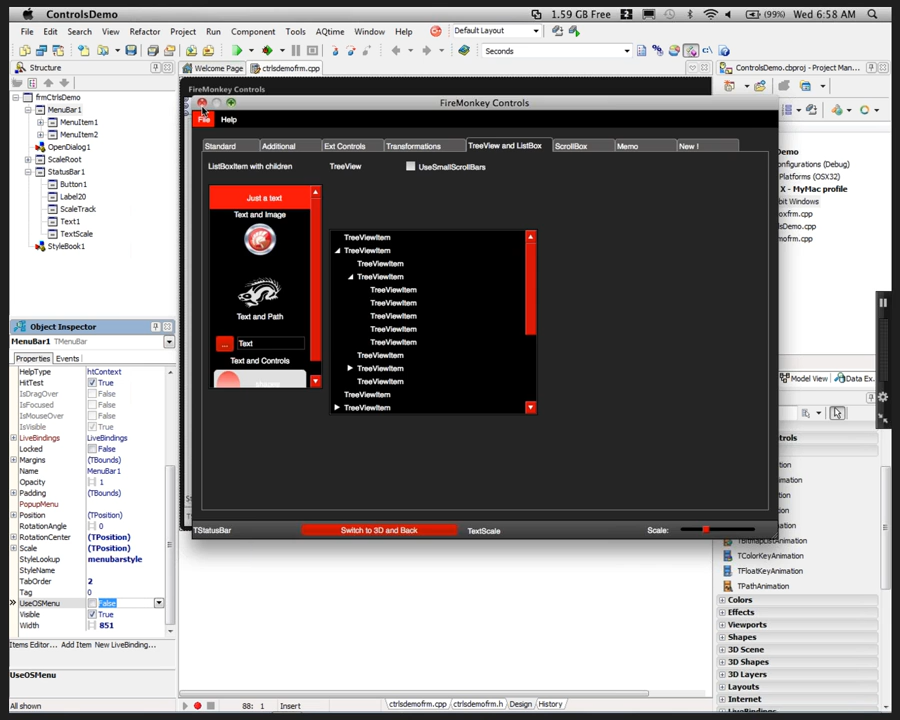 ControlsDemo
1.59 GB Free
(99%)
Wed 6:58 AM
File Edit Search View Refactor Project Run Component Tools AQtime Window Help
Default Layout
Seconds
Structure
Welcome Page
ctrlsdemofrm.cpp
ControlsDemo.cbproj - Project Man...
frmCtrlsDemo
MenuBar1
MenuItem1
MenuItem2
OpenDialog1
ScaleRoot
StatusBar1
Button1
Label20
ScaleTrack
Text1
TextScale
StyleBook1
FireMonkey Controls
FireMonkey Controls
File Help
Standard
Additional
Ext Controls
Transformations
TreeView and ListBox
ScrollBox
Memo
New !
ListBoxItem with children
TreeView
UseSmallScrollBars
Just a text
Text and Image
Text and Path
...
Text
Text and Controls
TreeViewItem
TreeViewItem
TreeViewItem
TreeViewItem
TreeViewItem
TreeViewItem
TreeViewItem
TreeViewItem
TreeViewItem
TreeViewItem
TreeViewItem
TreeViewItem
TreeViewItem
TreeViewItem
TStatusBar
Switch to 3D and Back
TextScale
Scale:
Demo
Configurations (Debug)
Platforms (OSX32)
X - MyMac profile
bit Windows
oxfrm.cpp
lsDemo.cpp
ofrm.cpp
Model View
Data Ex.
Object Inspector
MenuBar1 TMenuBar
Properties
Events
HelpType htContext
HitTest True
IsDragOver False
IsFocused False
IsMouseOver False
IsVisible True
LiveBindings LiveBindings
Locked False
Margins (TBounds)
Name MenuBar1
Opacity 1
Padding (TBounds)
PopupMenu
Position (TPosition)
RotationAngle 0
RotationCenter (TPosition)
Scale (TPosition)
StyleLookup menubarstyle
StyleName
TabOrder 2
Tag 0
UseOSMenu False
Visible True
Width 851
Items Editor... Add Item New LiveBinding...
UseOSMenu
All shown
88: 1
Insert
ctrlsdemofrm.cpp
ctrlsdemofrm.h
Design
History
TBitmapListAnimation
TColorKeyAnimation
TFloatKeyAnimation
TPathAnimation
Colors
Effects
Viewports
Shapes
3D Scene
3D Shapes
3D Layers
Layouts
Internet